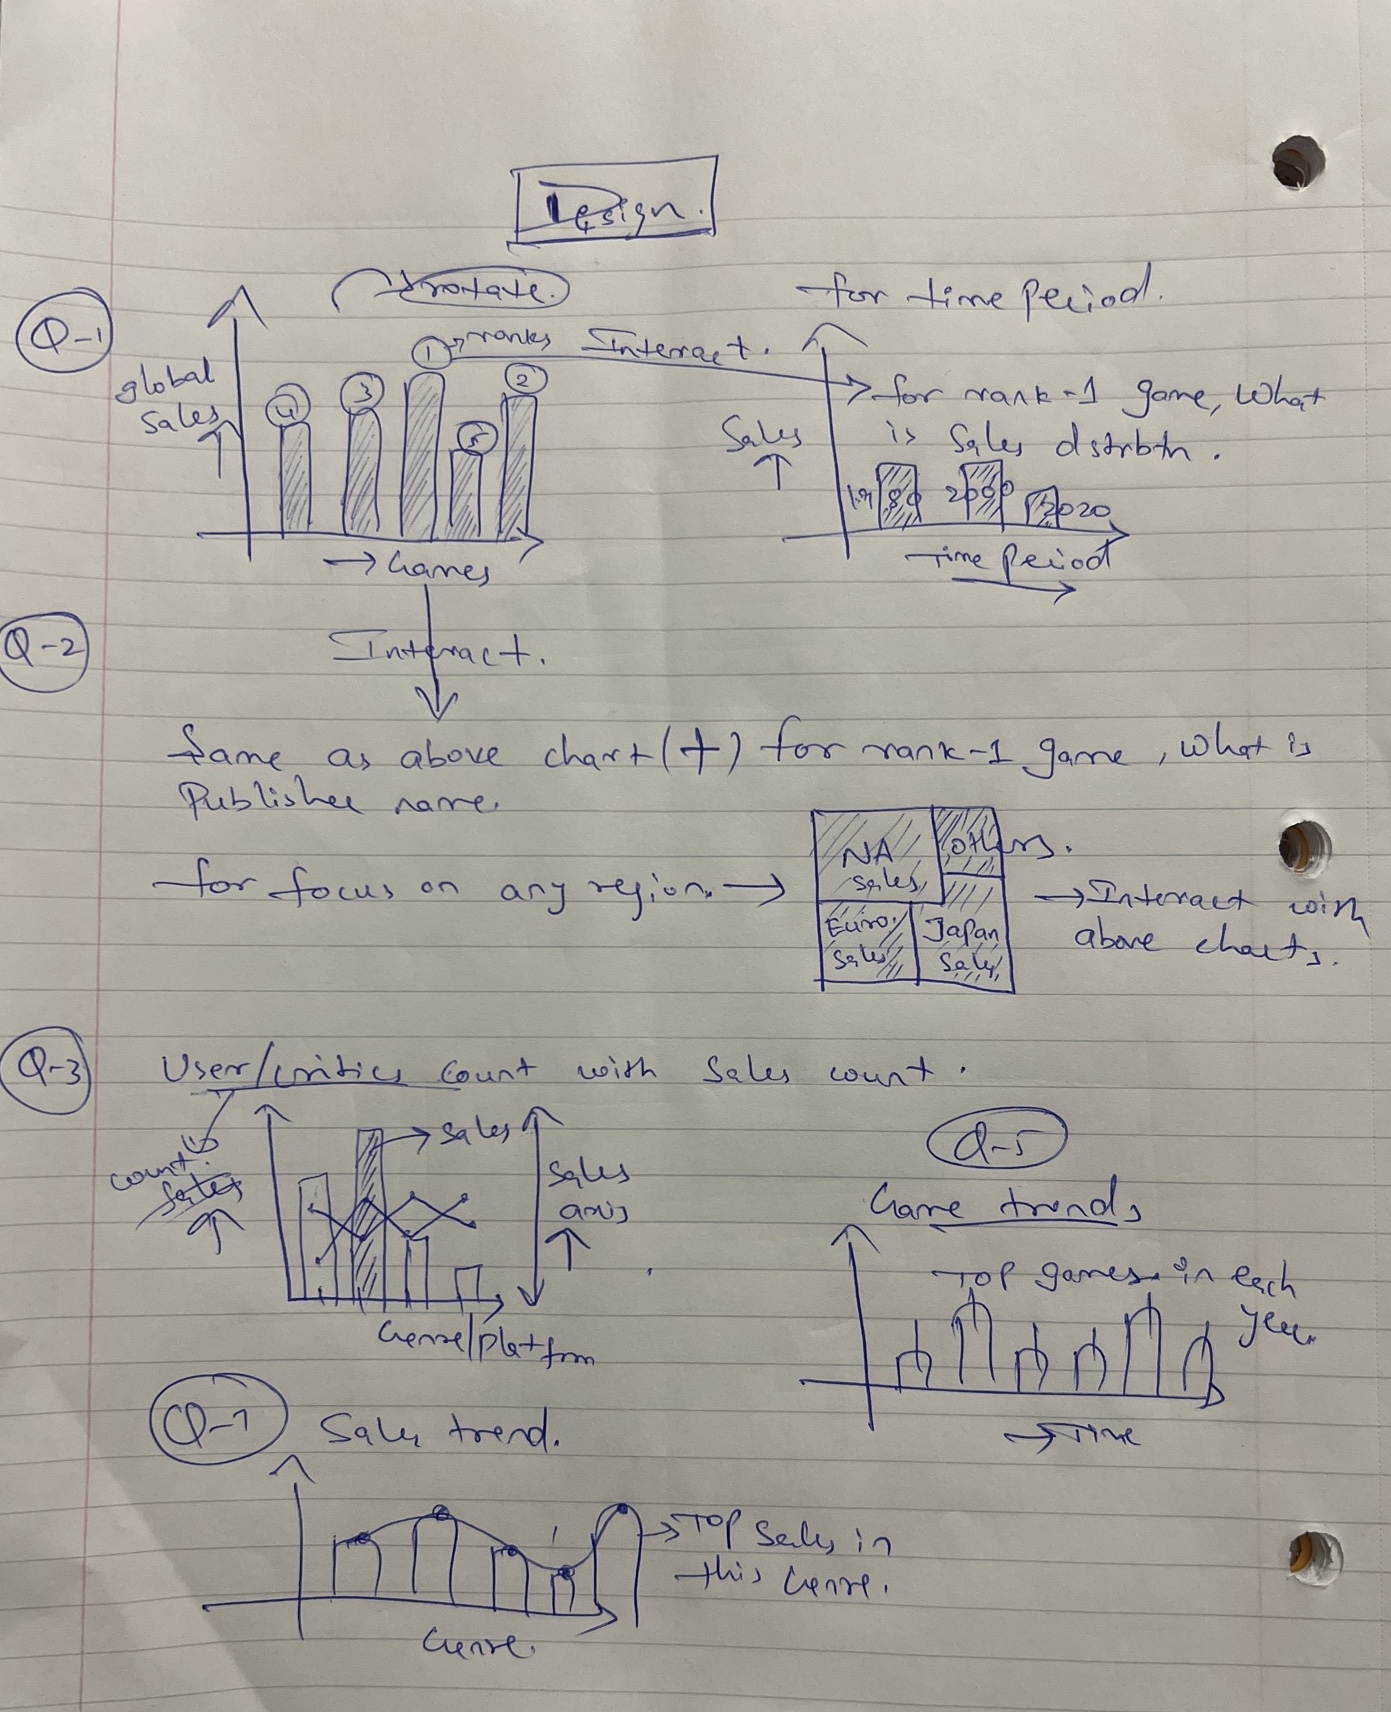 Design.
Q-1
rotate.
for time period.
global
sales
4
3
1
→ ranks
5
2
Interact.
Sales
for rank-1 game, What
is Sales dstrbtn.
1980
2000
2020
→ Games
Time period
Q-2
Interact.
Same as above chart (+) for rank-1 game, What is
Publisher name.
for focus on any region. →
NA
Sales
Others.
Euro.
Sales
Japan
Sales
→ Interact with
above charts.
Q-3
User/critics count with Sales count.
count
Sales
→ Sales
Sales
axis
Genre/platform
Q-5
Game trends
Top games in each
year.
→ Time
Sales trend.
→ Top Sales in
this Genre.
Genre.